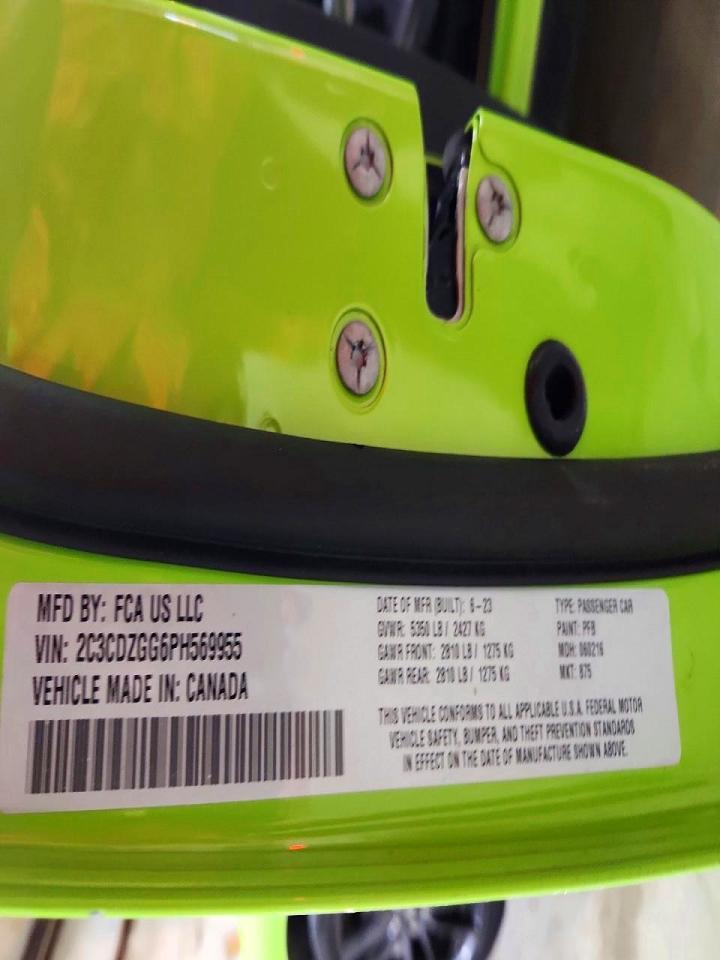 MFD BY: FCA US LLC
VIN: 2C3CDZGG6PH569955
VEHICLE MADE IN: CANADA
DATE OF MFR (BUILT): 6-23
GVWR: 5350 LB / 2427 KG
GAWR FRONT: 2810 LB / 1275 KG
GAWR REAR: 2810 LB / 1275 KG
TYPE: PASSENGER CAR
PAINT: PFB
MDH: 060216
MKT: 875
THIS VEHICLE CONFORMS TO ALL APPLICABLE U.S.A. FEDERAL MOTOR
VEHICLE SAFETY, BUMPER, AND THEFT PREVENTION STANDARDS
IN EFFECT ON THE DATE OF MANUFACTURE SHOWN ABOVE.